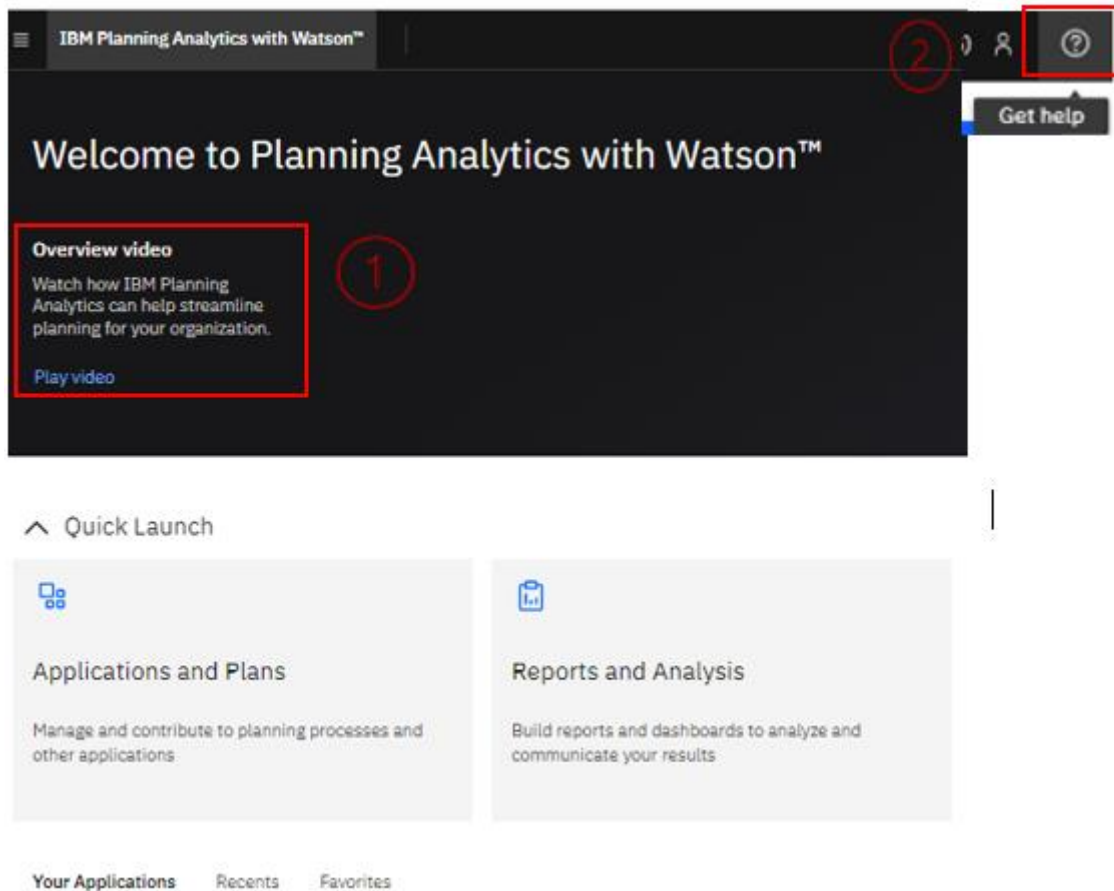 IBM Planning Analytics with Watson™
2
Get help
Welcome to Planning Analytics with Watson™
Overview video
1
Watch how IBM Planning
Analytics can help streamline
planning for your organization.
Play video
Quick Launch
Applications and Plans
Manage and contribute to planning processes and
other applications
Reports and Analysis
Build reports and dashboards to analyze and
communicate your results
Your Applications Recents Favorites